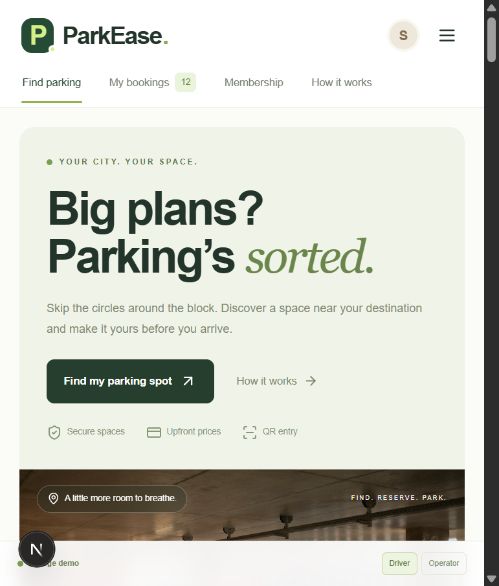 P ParkEase.
S
Find parking
My bookings 12
Membership
How it works
YOUR CITY. YOUR SPACE.
Big plans?
Parking’s sorted.
Skip the circles around the block. Discover a space near your destination
and make it yours before you arrive.
Find my parking spot
How it works
Secure spaces
Upfront prices
QR entry
A little more room to breathe.
FIND. RESERVE. PARK.
N
demo
Driver
Operator